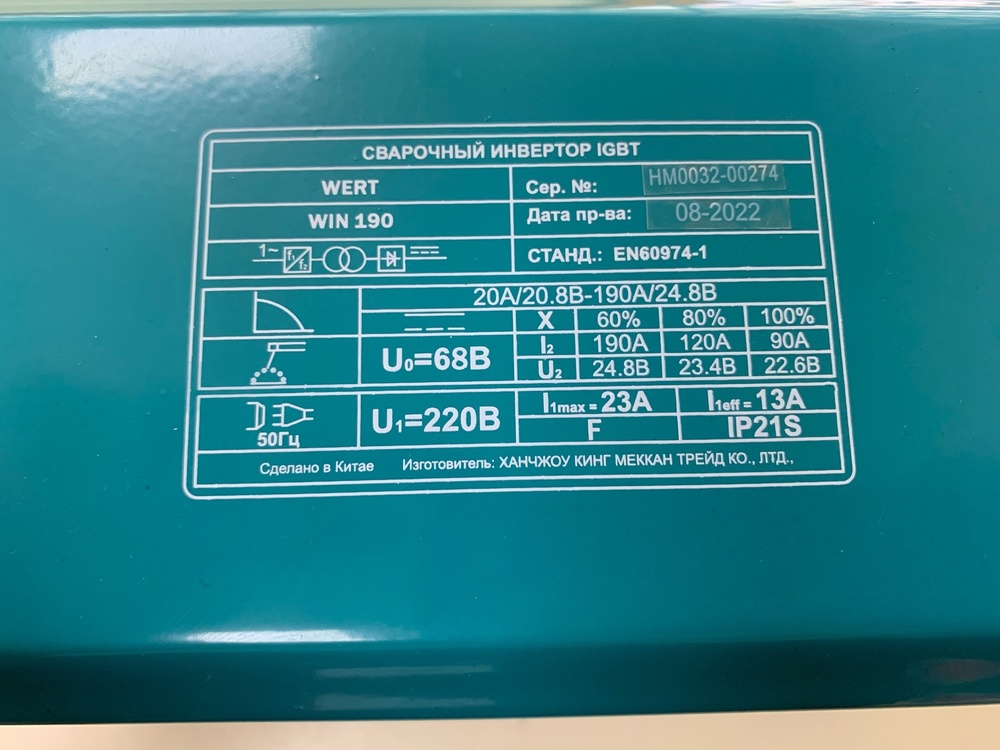 СВАРОЧНЫЙ ИНВЕРТОР IGBT
WERT
Сер. №: HM0032-00274
WIN 190
Дата пр-ва: 08-2022
1~ f₁ f₂
СТАНД.: EN60974-1
20А/20.8В-190А/24.8В
X 60% 80% 100%
U₀=68В
I₂ 190А 120А 90А
U₂ 24.8В 23.4В 22.6В
50Гц
U₁=220В
I₁max = 23А I₁eff = 13А
F IP21S
Сделано в Китае Изготовитель: ХАНЧЖОУ КИНГ МЕККАН ТРЕЙД КО., ЛТД.,